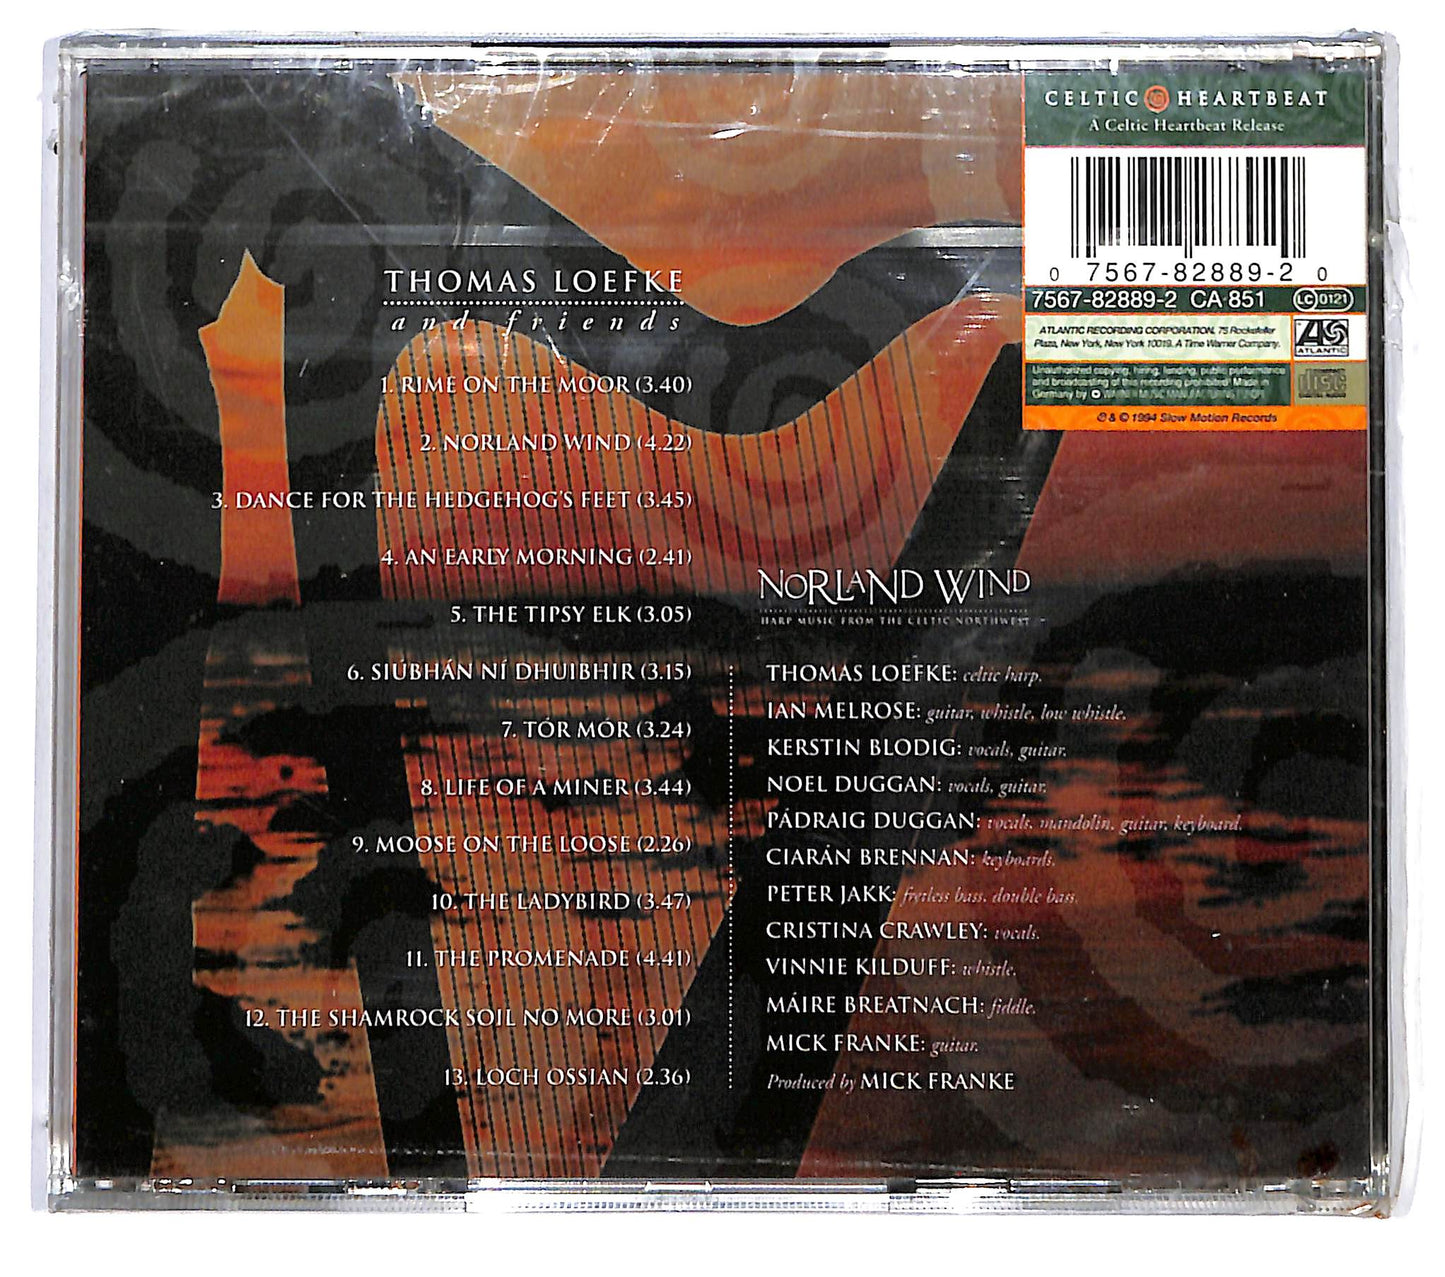 CELTIC HEARTBEAT
A Celtic Heartbeat Release
0 7567-82889-2 0
7567-82889-2 CA 851 LC 0121
ATLANTIC RECORDING CORPORATION, 75 Rockefeller
Plaza, New York, New York 10019. A Time Warner Company.
ATLANTIC
Unauthorized copying, hiring, lending, public performance
and broadcasting of this recording prohibited. Made in
Germany by WARNER MUSIC MANUFACTURING EUROPE
disc
℗ & © 1994 Slow Motion Records
THOMAS LOEFKE
and friends
1. RIME ON THE MOOR (3.40)
2. NORLAND WIND (4.22)
3. DANCE FOR THE HEDGEHOG'S FEET (3.45)
4. AN EARLY MORNING (2.41)
5. THE TIPSY ELK (3.05)
6. SIÚBHÁN NÍ DHUIBHIR (3.15)
7. TÓR MÓR (3.24)
8. LIFE OF A MINER (3.44)
9. MOOSE ON THE LOOSE (2.26)
10. THE LADYBIRD (3.47)
11. THE PROMENADE (4.41)
12. THE SHAMROCK SOIL NO MORE (3.01)
13. LOCH OSSIAN (2.36)
NORLAND WIND
HARP MUSIC FROM THE CELTIC NORTHWEST
THOMAS LOEFKE: celtic harp.
IAN MELROSE: guitar, whistle, low whistle.
KERSTIN BLODIG: vocals, guitar.
NOEL DUGGAN: vocals, guitar.
PÁDRAIG DUGGAN: vocals, mandolin, guitar, keyboard.
CIARÁN BRENNAN: keyboards.
PETER JAKK: fretless bass, double bass.
CRISTINA CRAWLEY: vocals.
VINNIE KILDUFF: whistle.
MÁIRE BREATNACH: fiddle.
MICK FRANKE: guitar.
Produced by MICK FRANKE